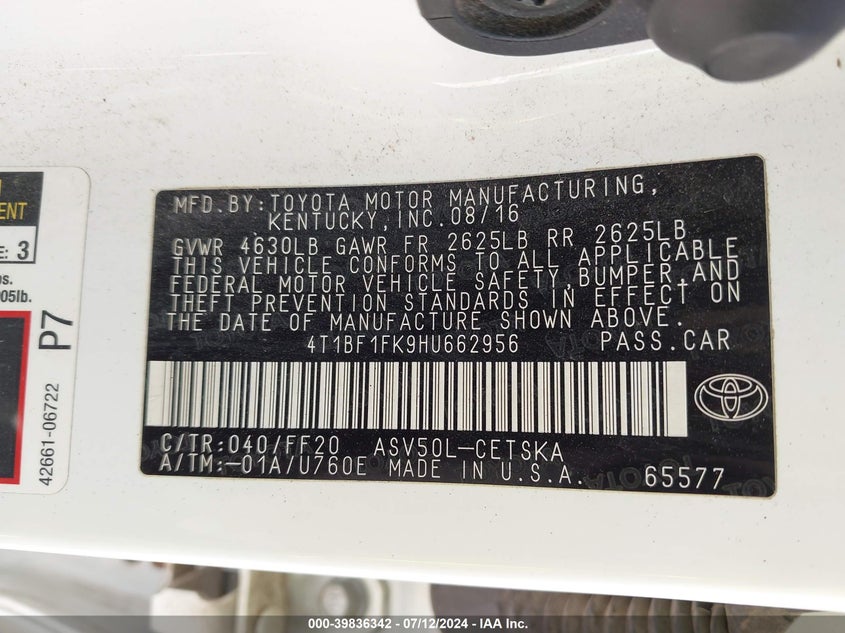 ENT
E: 3
os.
005lb.
P7
42661-06722
MFD. BY: TOYOTA MOTOR MANUFACTURING,
KENTUCKY, INC. 08/16
GVWR 4630LB GAWR FR 2625LB RR 2625LB
THIS VEHICLE CONFORMS TO ALL APPLICABLE
FEDERAL MOTOR VEHICLE SAFETY, BUMPER, AND
THEFT PREVENTION STANDARDS IN EFFECT ON
THE DATE OF MANUFACTURE SHOWN ABOVE.
4T1BF1FK9HU662956 PASS. CAR
C/TR: 040/FF20 ASV50L-CETSKA
A/TM: -01A/U760E MADE IN U.S.A. 65577
000-39836342 - 07/12/2024 - IAA Inc.